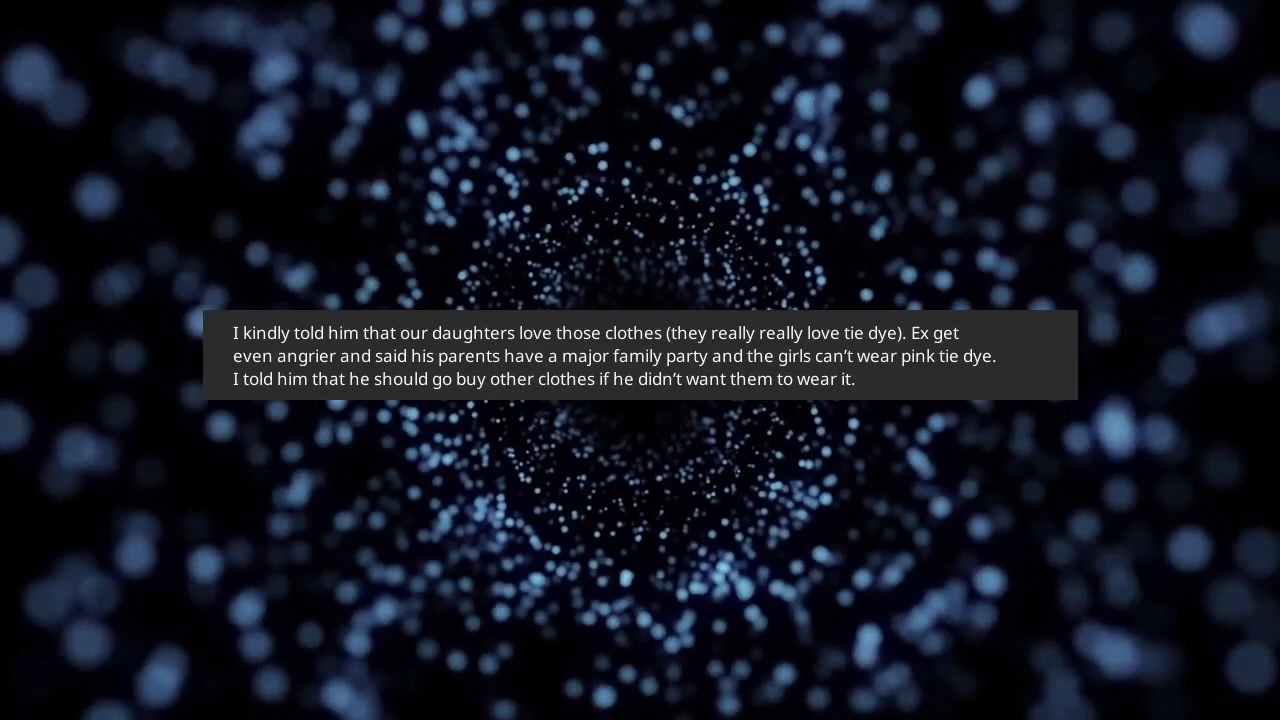 I kindly told him that our daughters love those clothes (they really really love tie dye). Ex get
even angrier and said his parents have a major family party and the girls can’t wear pink tie dye.
I told him that he should go buy other clothes if he didn’t want them to wear it.